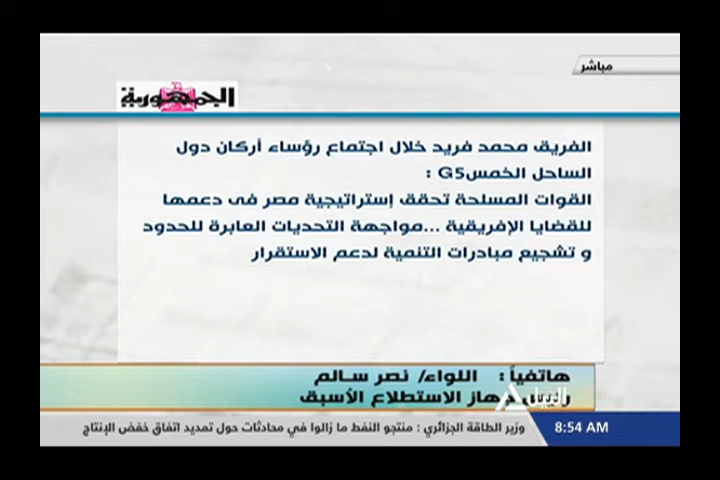 مباشر
الجمهورية
الفريق محمد فريد خلال اجتماع رؤساء أركان دول
الساحل الخمسG5 :
القوات المسلحة تحقق إستراتيجية مصر فى دعمها
للقضايا الإفريقية ...مواجهة التحديات العابرة للحدود
و تشجيع مبادرات التنمية لدعم الاستقرار
هاتفياً : اللواء/ نصر سالم
رئيس جهاز الاستطلاع الأسبق
8:54 AM وزير الطاقة الجزائري : منتجو النفط ما زالوا في محادثات حول تمديد اتفاق خفض الإنتاج